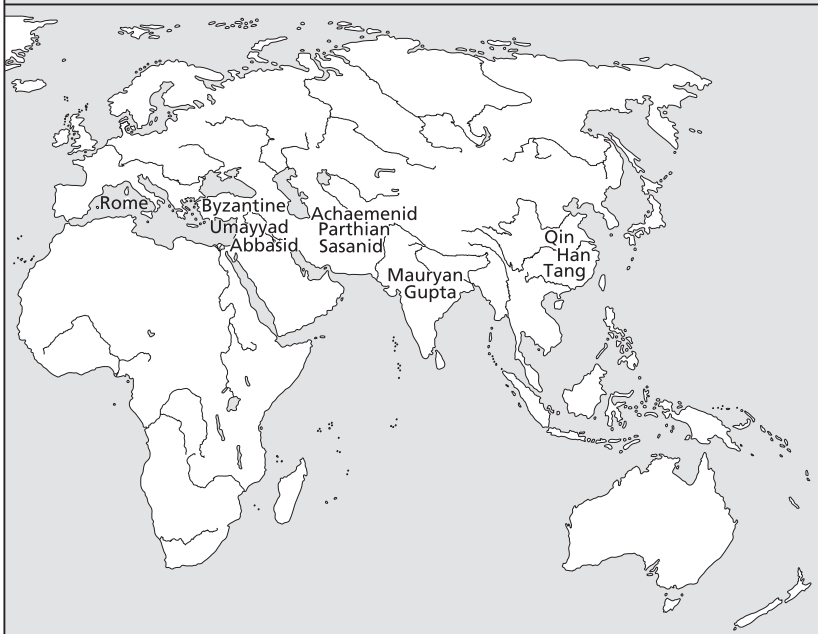 Rome
Byzantine
Umayyad
Abbasid
Achaemenid
Parthian
Sasanid
Mauryan
Gupta
Qin
Han
Tang